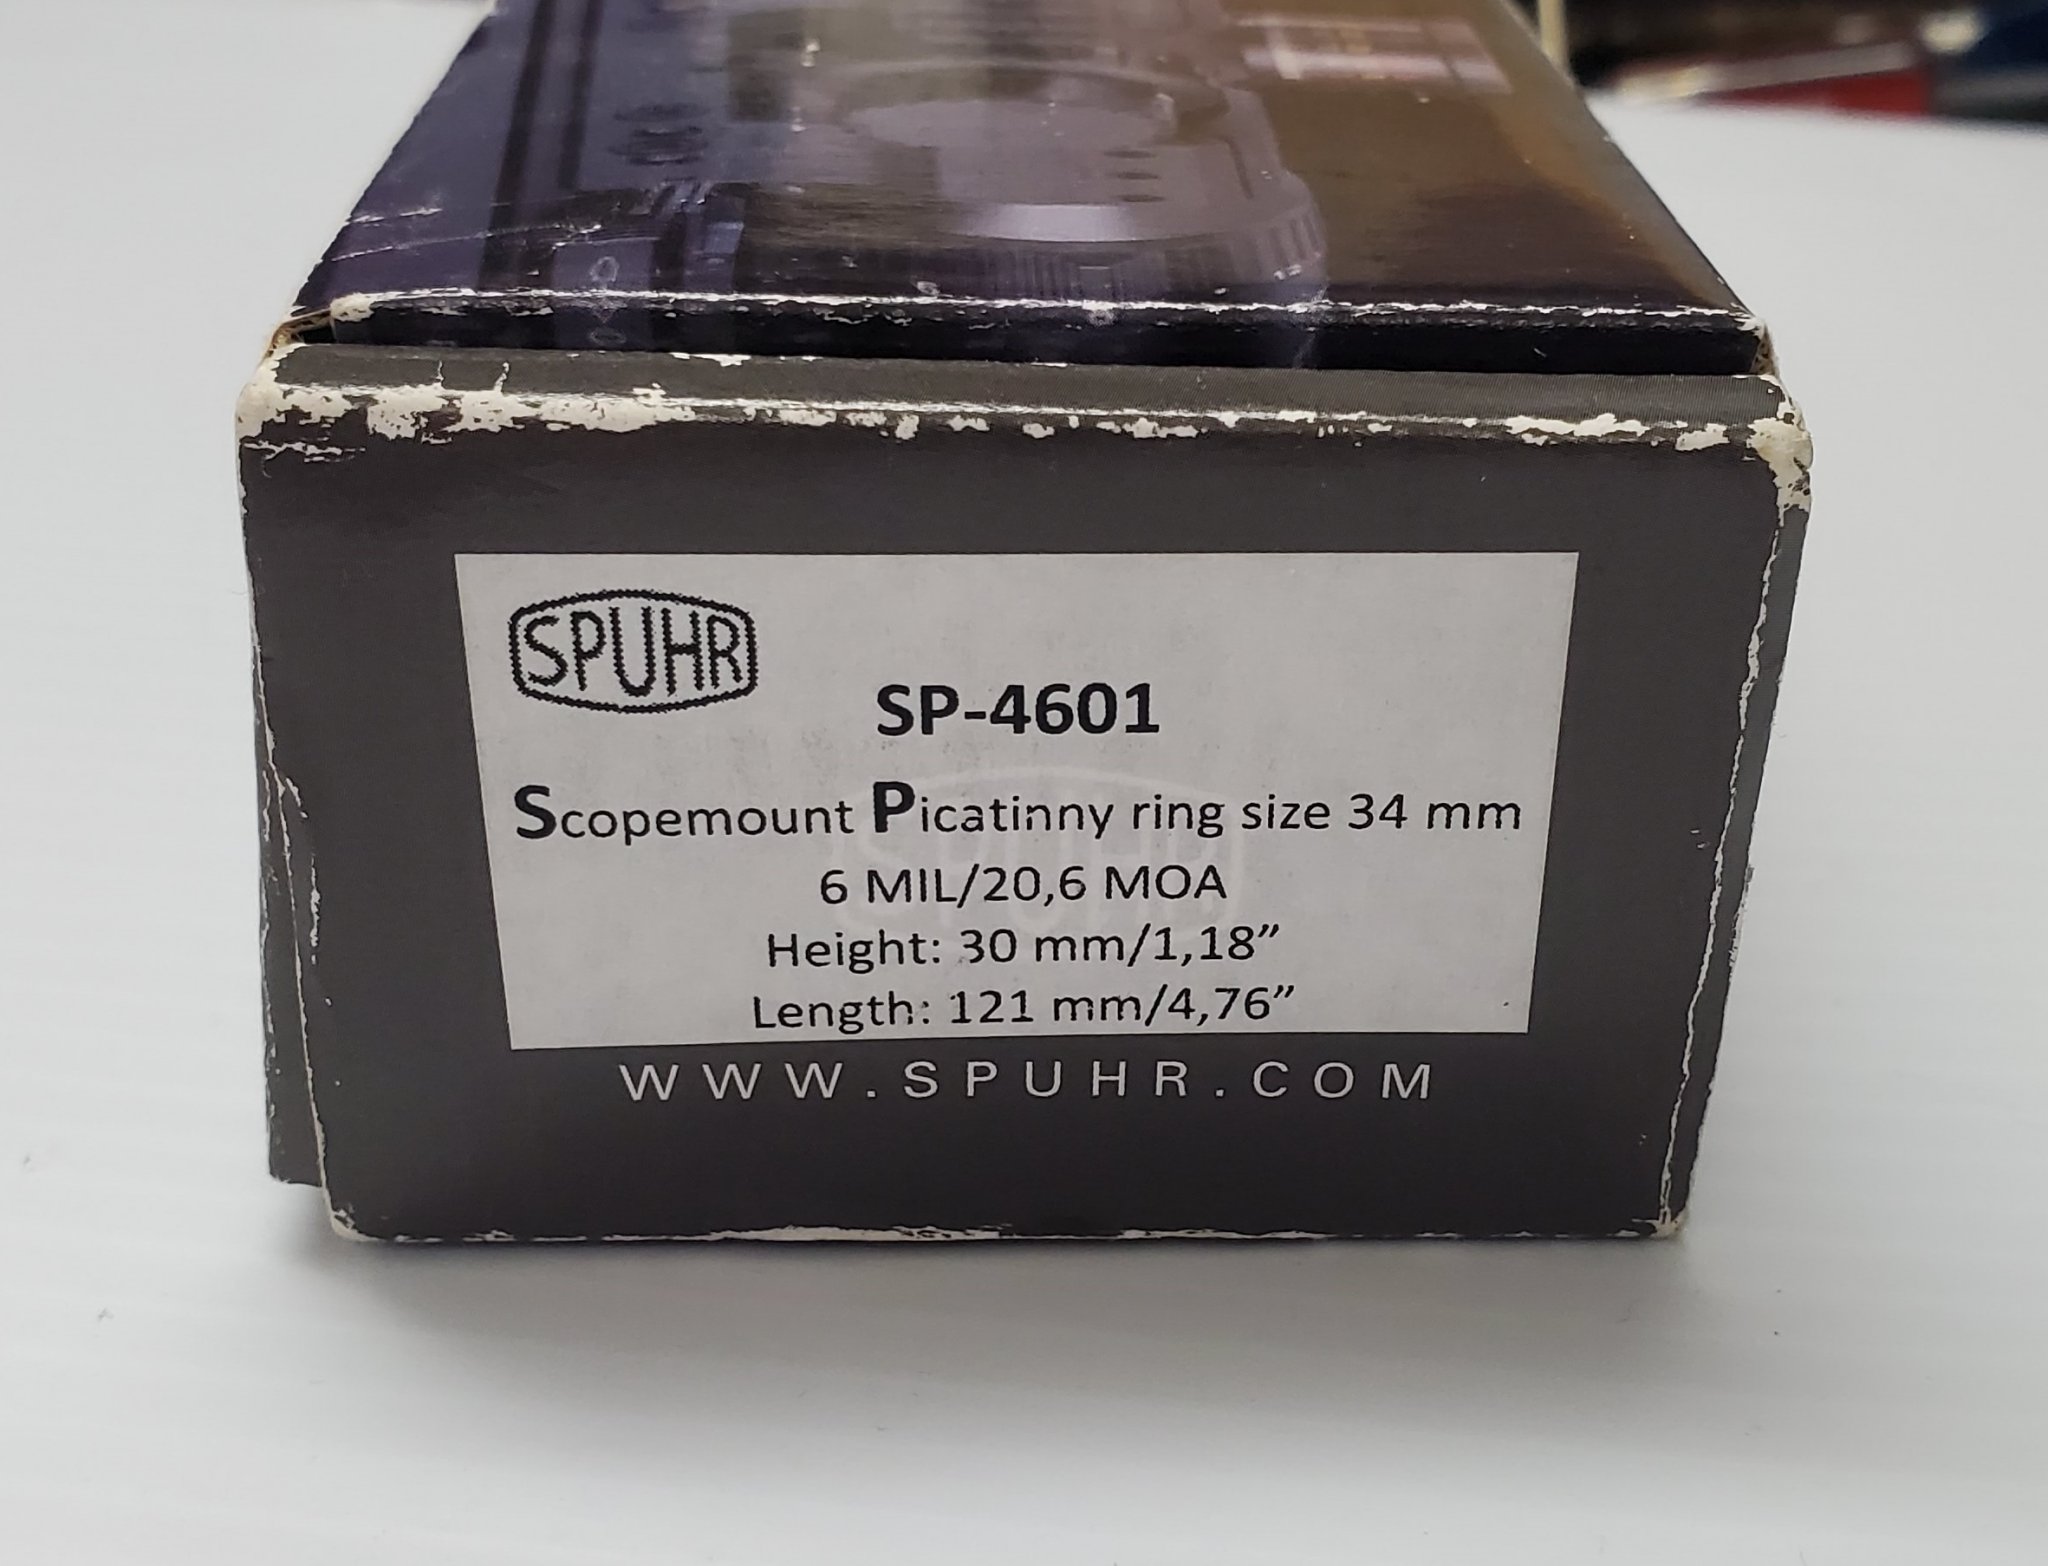 SPUHR
SP-4601
Scopemount Picatinny ring size 34 mm
6 MIL/20,6 MOA
Height: 30 mm/1,18”
Length: 121 mm/4,76”
WWW.SPUHR.COM